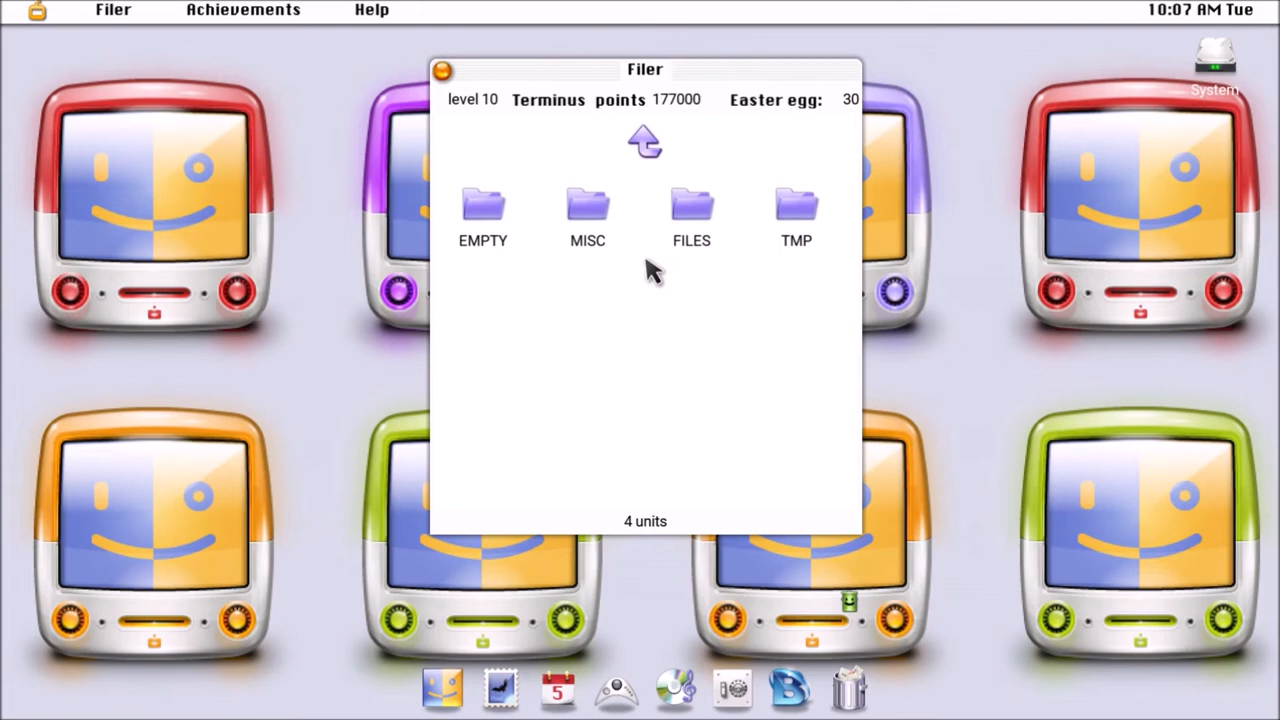 Filer Achievements Help 10:07 AM Tue
System
Filer
level 10 Terminus points 177000 Easter egg: 30
EMPTY MISC FILES TMP
4 units
5
B